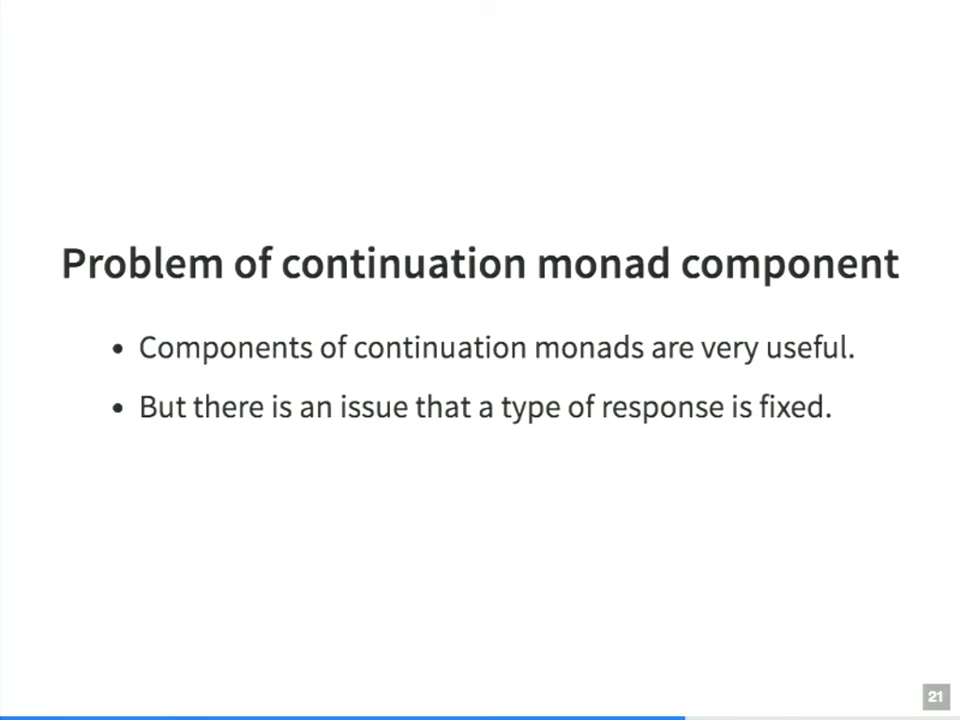 Problem of continuation monad component
• Components of continuation monads are very useful.
• But there is an issue that a type of response is fixed.
21